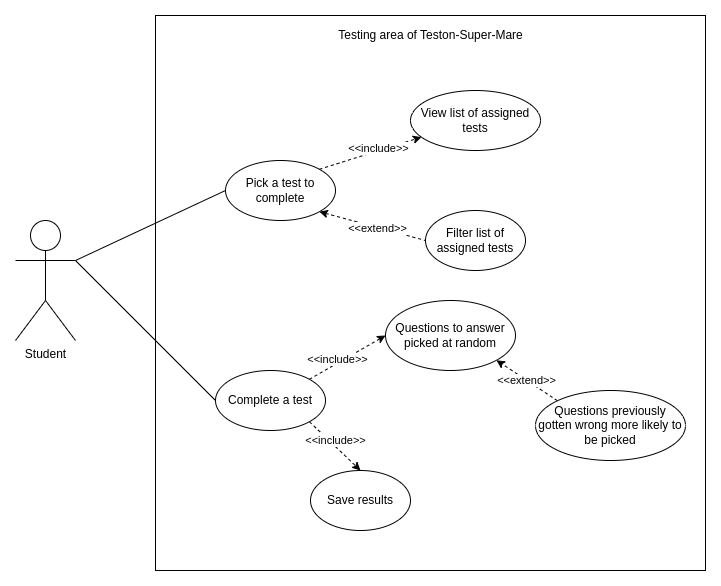 Testing area of Teston-Super-Mare
View list of assigned
tests
<<include>>
Pick a test to
complete
<<extend>>
Filter list of
assigned tests
Student
Questions to answer
picked at random
<<include>>
<<extend>>
Complete a test
Questions previously
gotten wrong more likely to
be picked
<<include>>
Save results